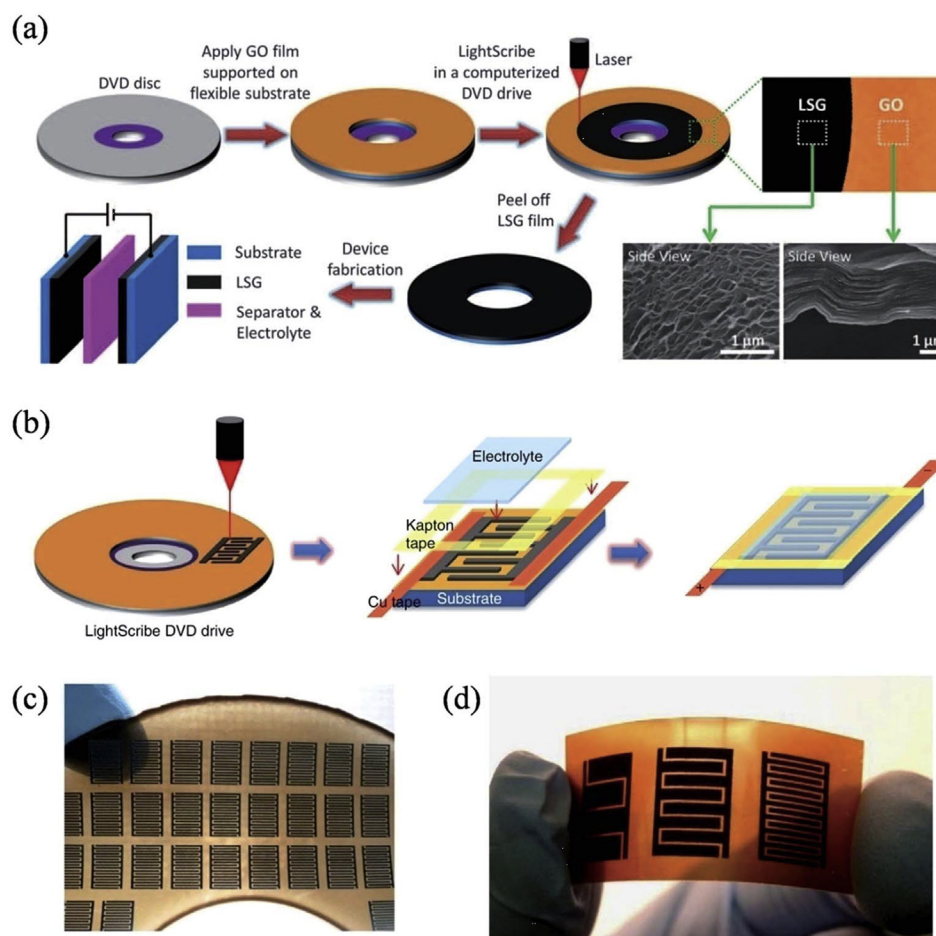 (a)
DVD disc
Apply GO film
supported on
flexible substrate
LightScribe
in a computerized
DVD drive
Laser
LSG
GO
Peel off
LSG film
Device
fabrication
Substrate
LSG
Separator &
Electrolyte
Side View
1 μm
Side View
1 μm
(b)
Electrolyte
Kapton
tape
Cu tape
Substrate
LightScribe DVD drive
+
−
(c)
(d)